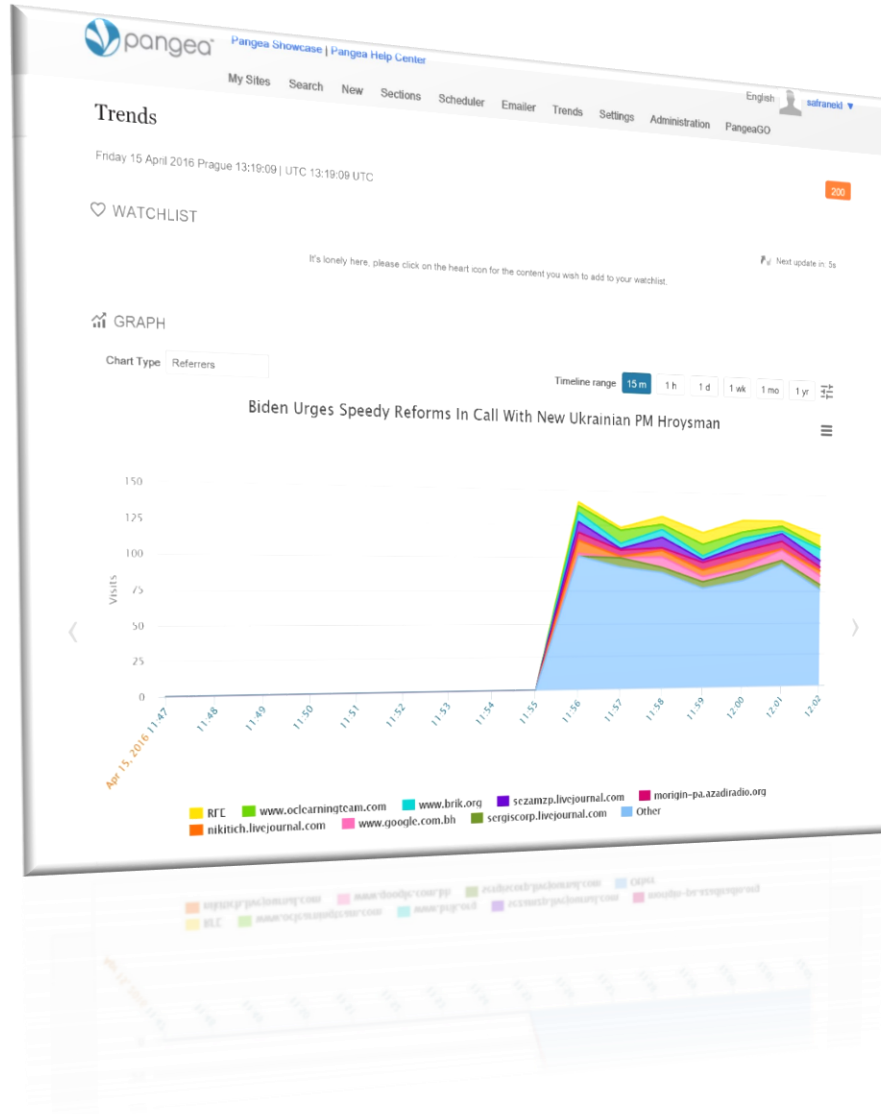 pangea
Pangea Showcase | Pangea Help Center
English safranekl ▼
My Sites Search New Sections Scheduler Emailer Trends Settings Administration PangeaGO
Trends
Friday 15 April 2016 Prague 13:19:09 | UTC 13:19:09 UTC
200
WATCHLIST
Next update in: 5s
It's lonely here, please click on the heart icon for the content you wish to add to your watchlist.
GRAPH
Chart Type Referrers
Timeline range 15 m 1 h 1 d 1 wk 1 mo 1 yr
Biden Urges Speedy Reforms In Call With New Ukrainian PM Hroysman
150
125
100
75
50
25
0
Visits
Apr 15, 2016 11:47 11:48 11:49 11:50 11:51 11:52 11:53 11:54 11:55 11:56 11:57 11:58 11:59 12:00 12:01 12:02
RFE www.oclearningteam.com www.brik.org sezamzp.livejournal.com morigin-pa.azadiradio.org
nikitich.livejournal.com www.google.com.bh sergiscorp.livejournal.com Other